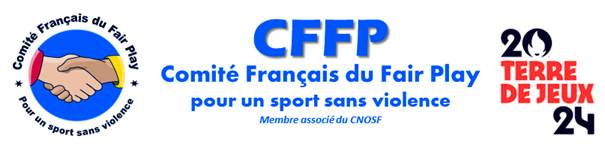 Comité Français du Fair Play
Pour un sport sans violence
CFFP
Comité Français du Fair Play
pour un sport sans violence
Membre associé du CNOSF
20
TERRE
DE JEUX
24